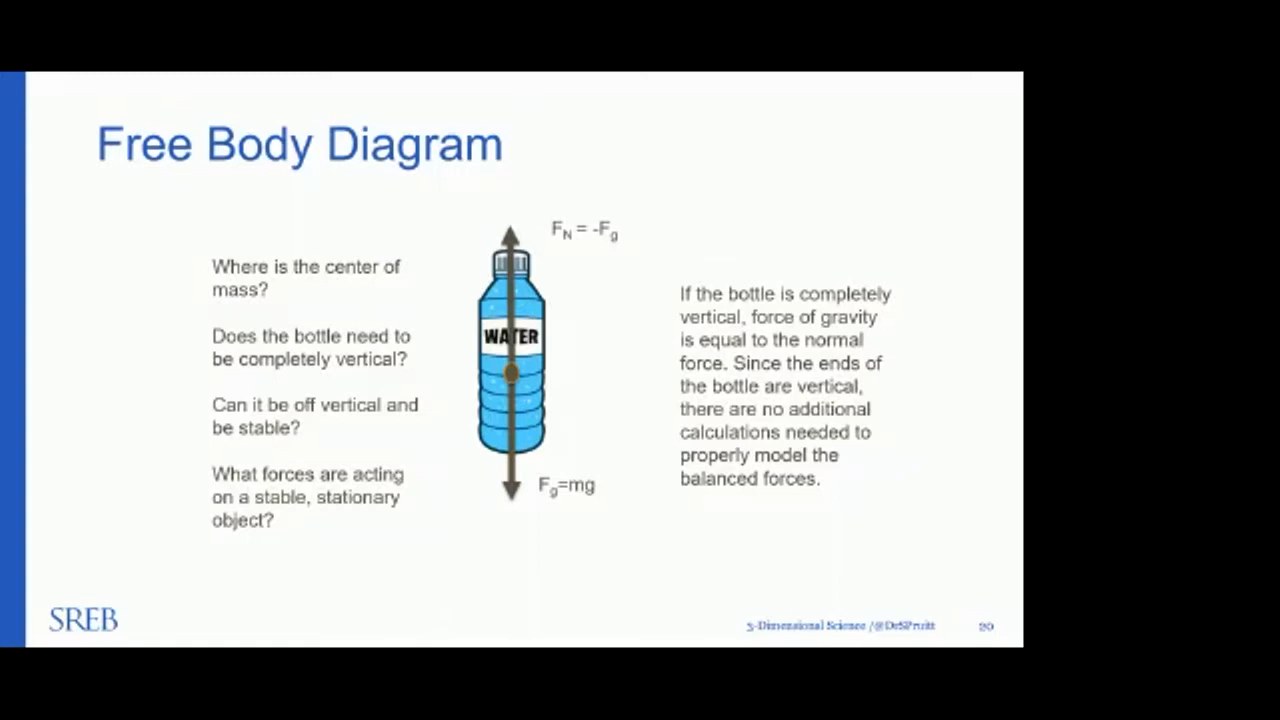 Free Body Diagram
F_N = -F_g
Where is the center of
mass?
Does the bottle need to
be completely vertical?
Can it be off vertical and
be stable?
What forces are acting
on a stable, stationary
object?
WATER
F_g=mg
If the bottle is completely
vertical, force of gravity
is equal to the normal
force. Since the ends of
the bottle are vertical,
there are no additional
calculations needed to
properly model the
balanced forces.
SREB
3-Dimensional Science /@DrSPruitt
20